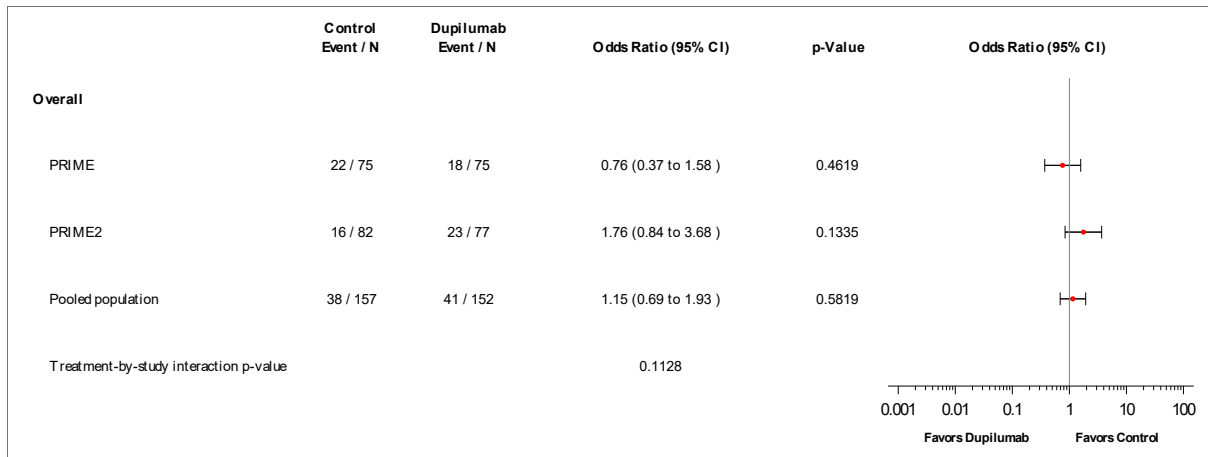 Control Dupilumab
Event / N Event / N Odds Ratio (95% CI) p-Value Odds Ratio (95% CI)
Overall
PRIME 22 / 75 18 / 75 0.76 (0.37 to 1.58 ) 0.4619
PRIME2 16 / 82 23 / 77 1.76 (0.84 to 3.68 ) 0.1335
Pooled population 38 / 157 41 / 152 1.15 (0.69 to 1.93 ) 0.5819
Treatment-by-study interaction p-value 0.1128
0.001 0.01 0.1 1 10 100
Favors Dupilumab Favors Control